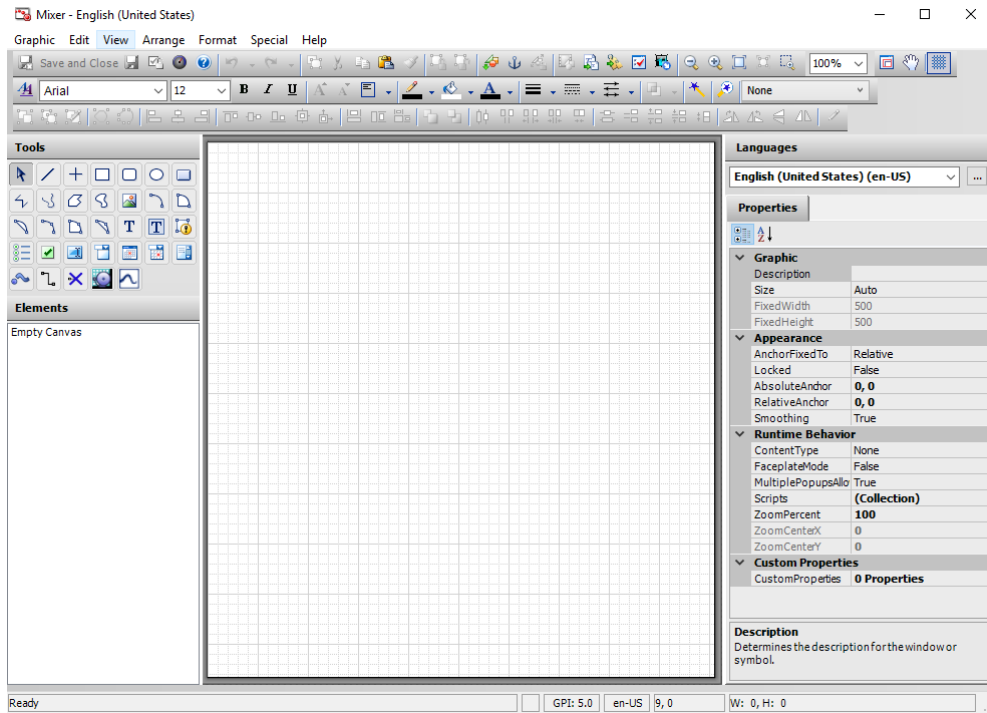 Mixer - English (United States)
Graphic Edit View Arrange Format Special Help
Save and Close 100%
A Arial 12 B I U A A A None
Tools
Languages
English (United States) (en-US) ...
Properties
T T
A Z
Graphic
Description
Size Auto
FixedWidth 500
FixedHeight 500
Appearance
AnchorFixedTo Relative
Locked False
AbsoluteAnchor 0, 0
RelativeAnchor 0, 0
Smoothing True
Runtime Behavior
ContentType None
FaceplateMode False
MultiplePopupsAllo True
Scripts (Collection)
ZoomPercent 100
ZoomCenterX 0
ZoomCenterY 0
Custom Properties
CustomProperties 0 Properties
Elements
Empty Canvas
Description
Determines the description for the window or
symbol.
Ready GPI: 5.0 en-US 9, 0 W: 0, H: 0